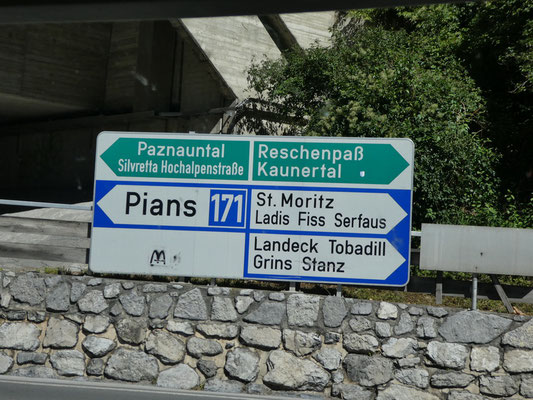 Paznauntal
Silvretta Hochalpenstraße
Reschenpaß
Kaunertal
Pians 171
St. Moritz
Ladis Fiss Serfaus
Landeck Tobadill
Grins Stanz